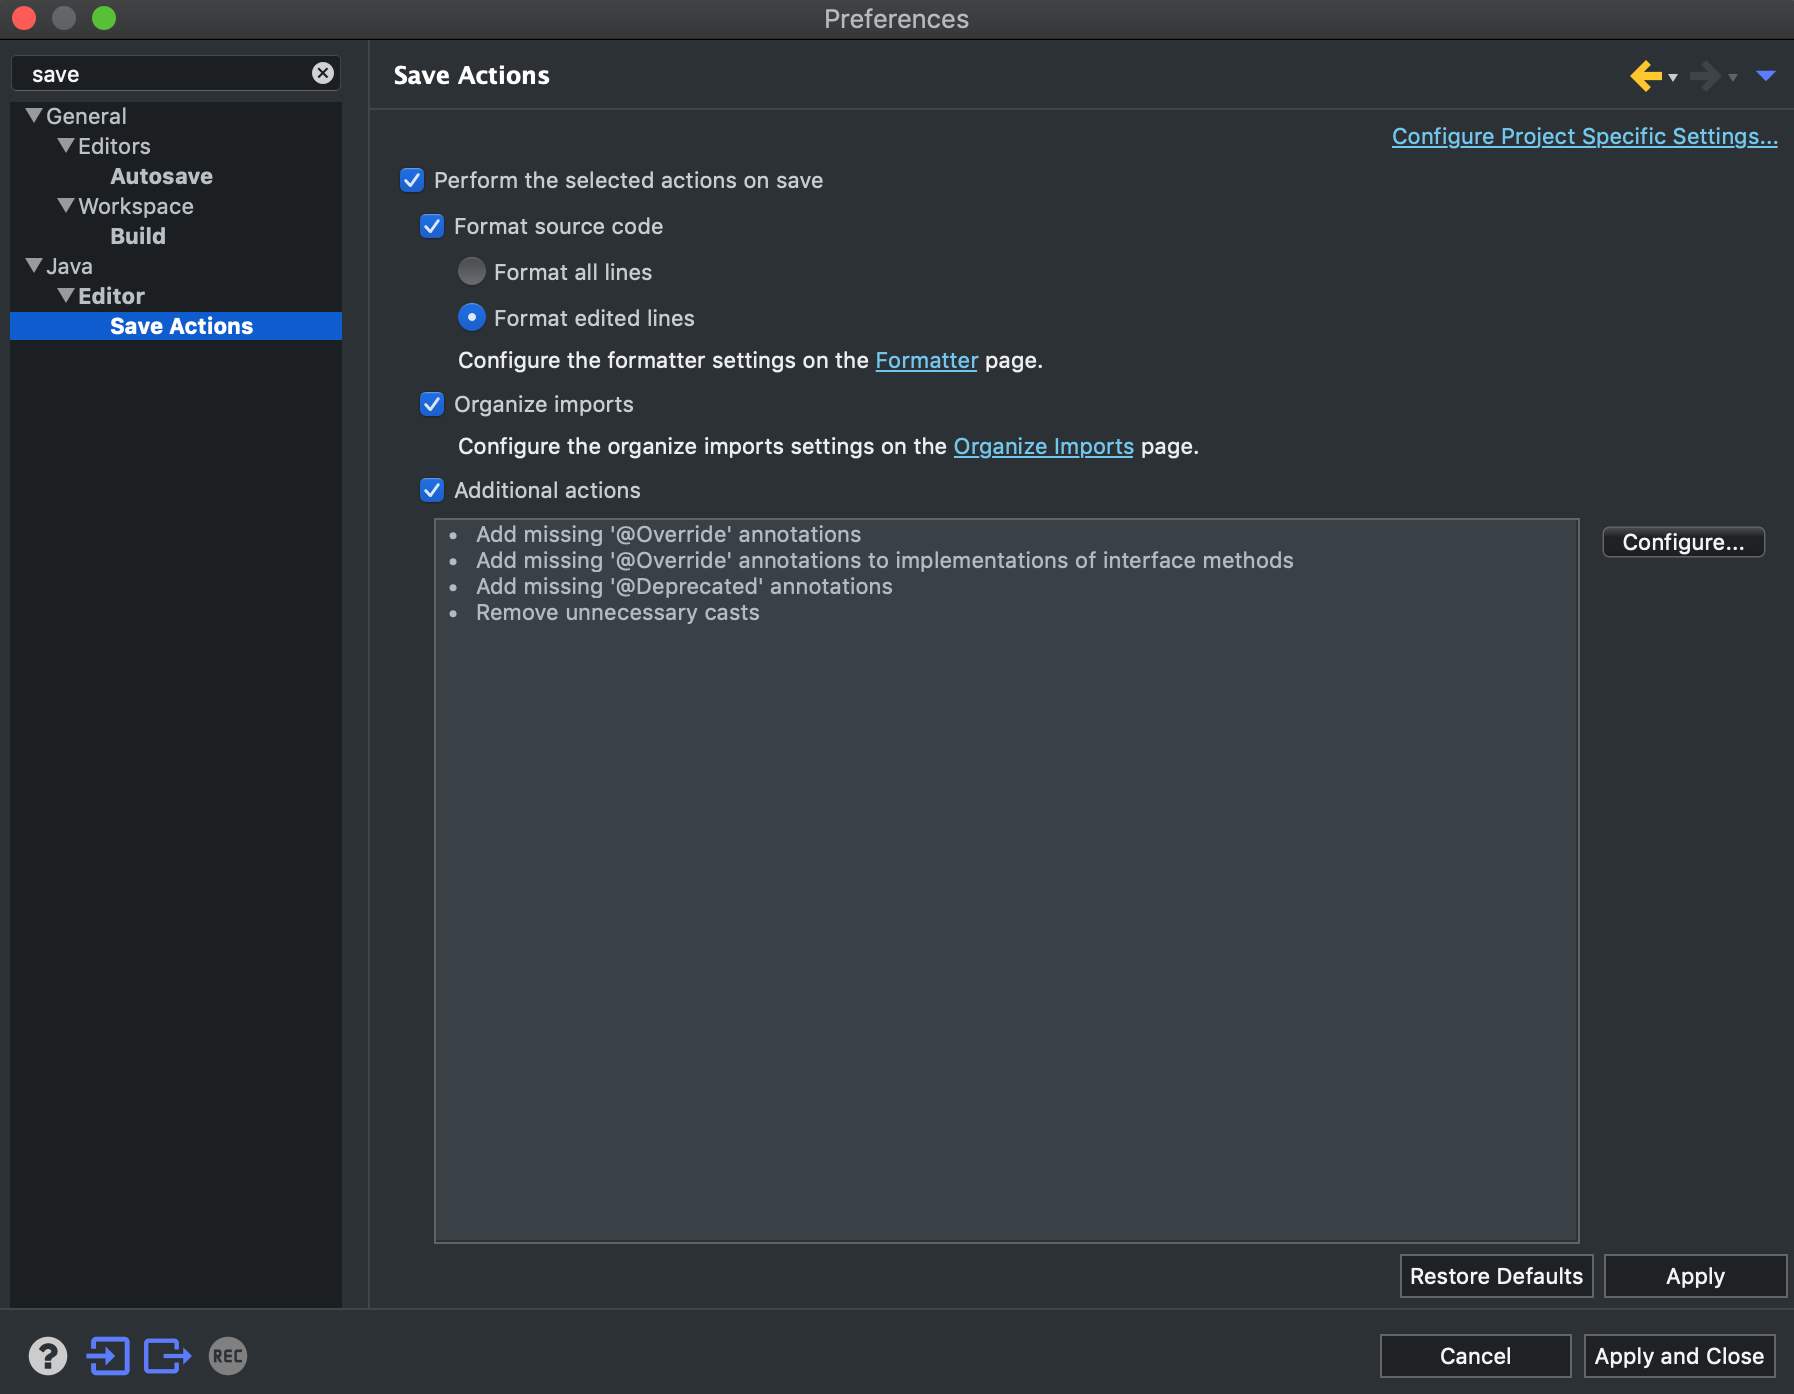 Preferences
save
General
Editors
Autosave
Workspace
Build
Java
Editor
Save Actions
Save Actions
Configure Project Specific Settings...
Perform the selected actions on save
Format source code
Format all lines
Format edited lines
Configure the formatter settings on the Formatter page.
Organize imports
Configure the organize imports settings on the Organize Imports page.
Additional actions
• Add missing '@Override' annotations
• Add missing '@Override' annotations to implementations of interface methods
• Add missing '@Deprecated' annotations
• Remove unnecessary casts
Configure...
Restore Defaults
Apply
?
REC
Cancel
Apply and Close